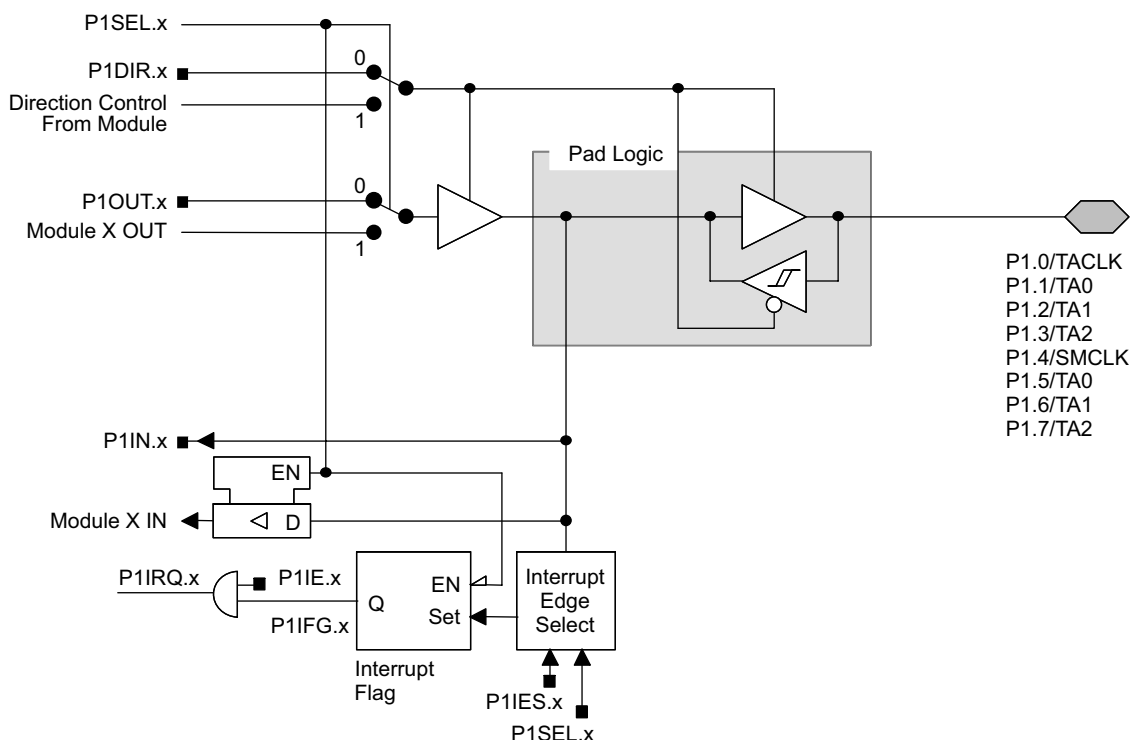 P1SEL.x
0
P1DIR.x
Direction Control
From Module
1
Pad Logic
0
P1OUT.x
Module X OUT
1
P1.0/TACLK
P1.1/TA0
P1.2/TA1
P1.3/TA2
P1.4/SMCLK
P1.5/TA0
P1.6/TA1
P1.7/TA2
P1IN.x
EN
Module X IN
D
P1IRQ.x
P1IE.x
P1IFG.x
Q
EN
Set
Interrupt
Edge
Select
Interrupt
Flag
P1IES.x
P1SEL.x